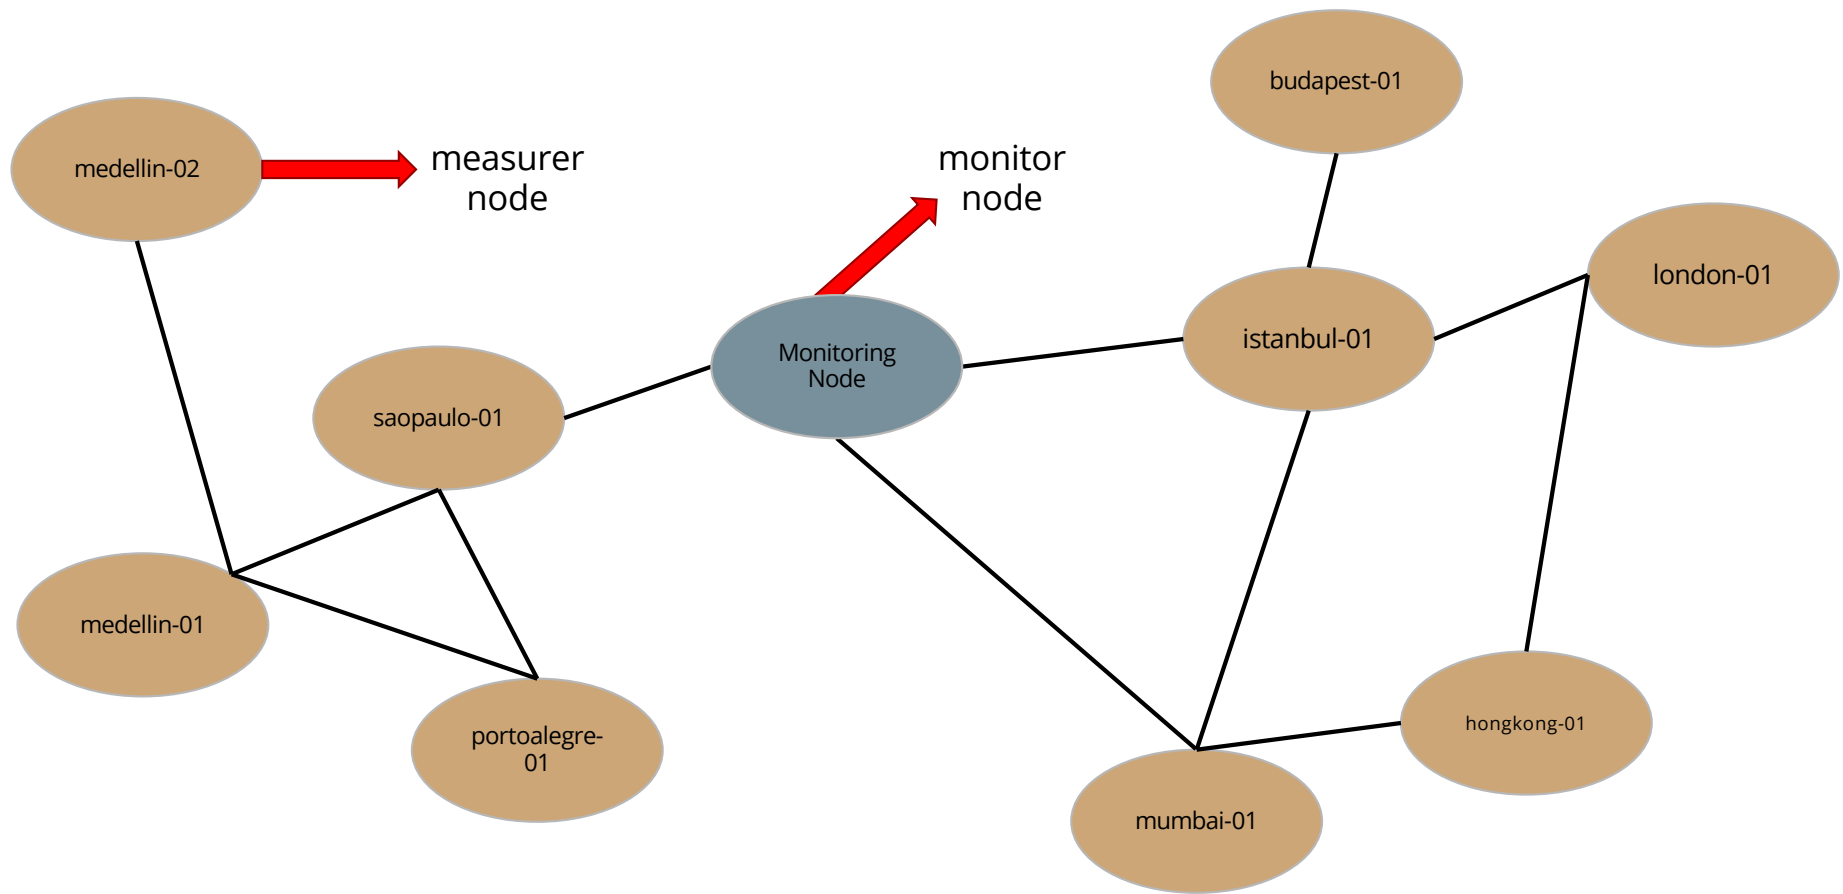 budapest-01
medellin-02
measurer
node
monitor
node
london-01
istanbul-01
Monitoring
Node
saopaulo-01
medellin-01
portoalegre-
01
hongkong-01
mumbai-01